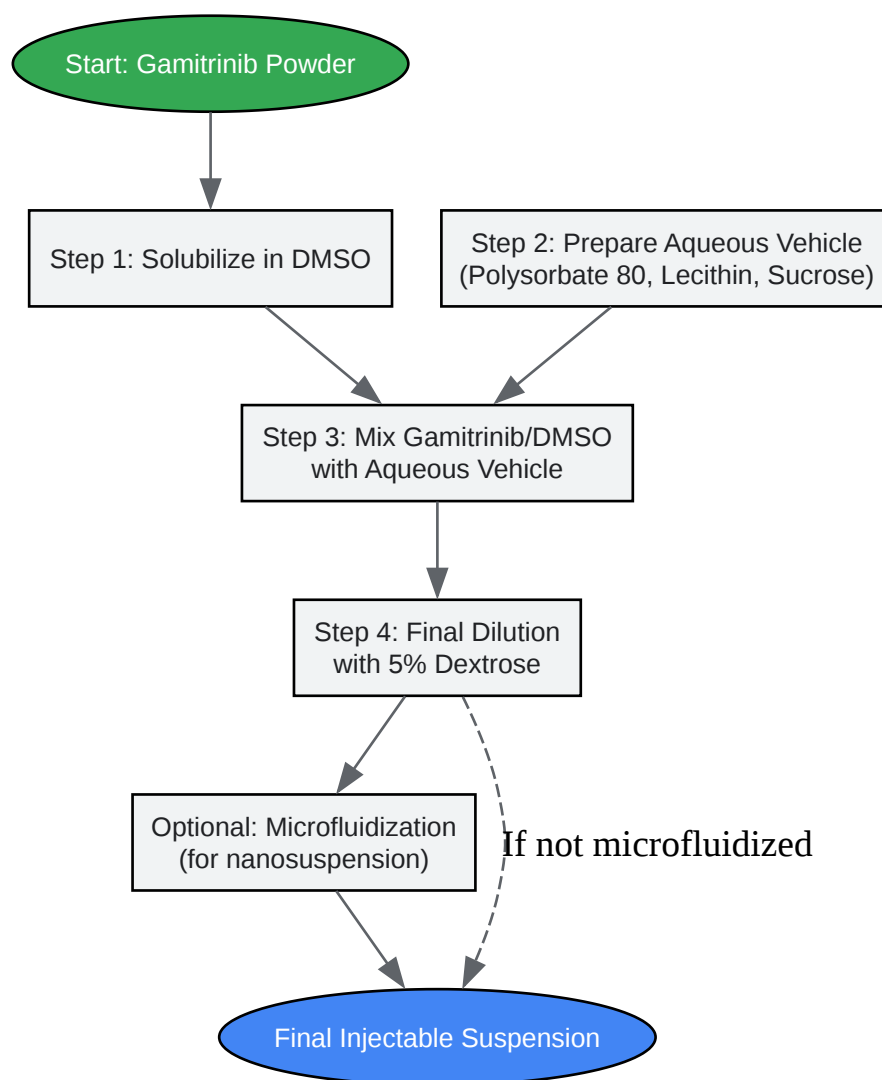 Start: Gamitrinib Powder
Step 1: Solubilize in DMSO
Step 2: Prepare Aqueous Vehicle
(Polysorbate 80, Lecithin, Sucrose)
Step 3: Mix Gamitrinib/DMSO
with Aqueous Vehicle
Step 4: Final Dilution
with 5% Dextrose
Optional: Microfluidization
(for nanosuspension)
If not microfluidized
Final Injectable Suspension